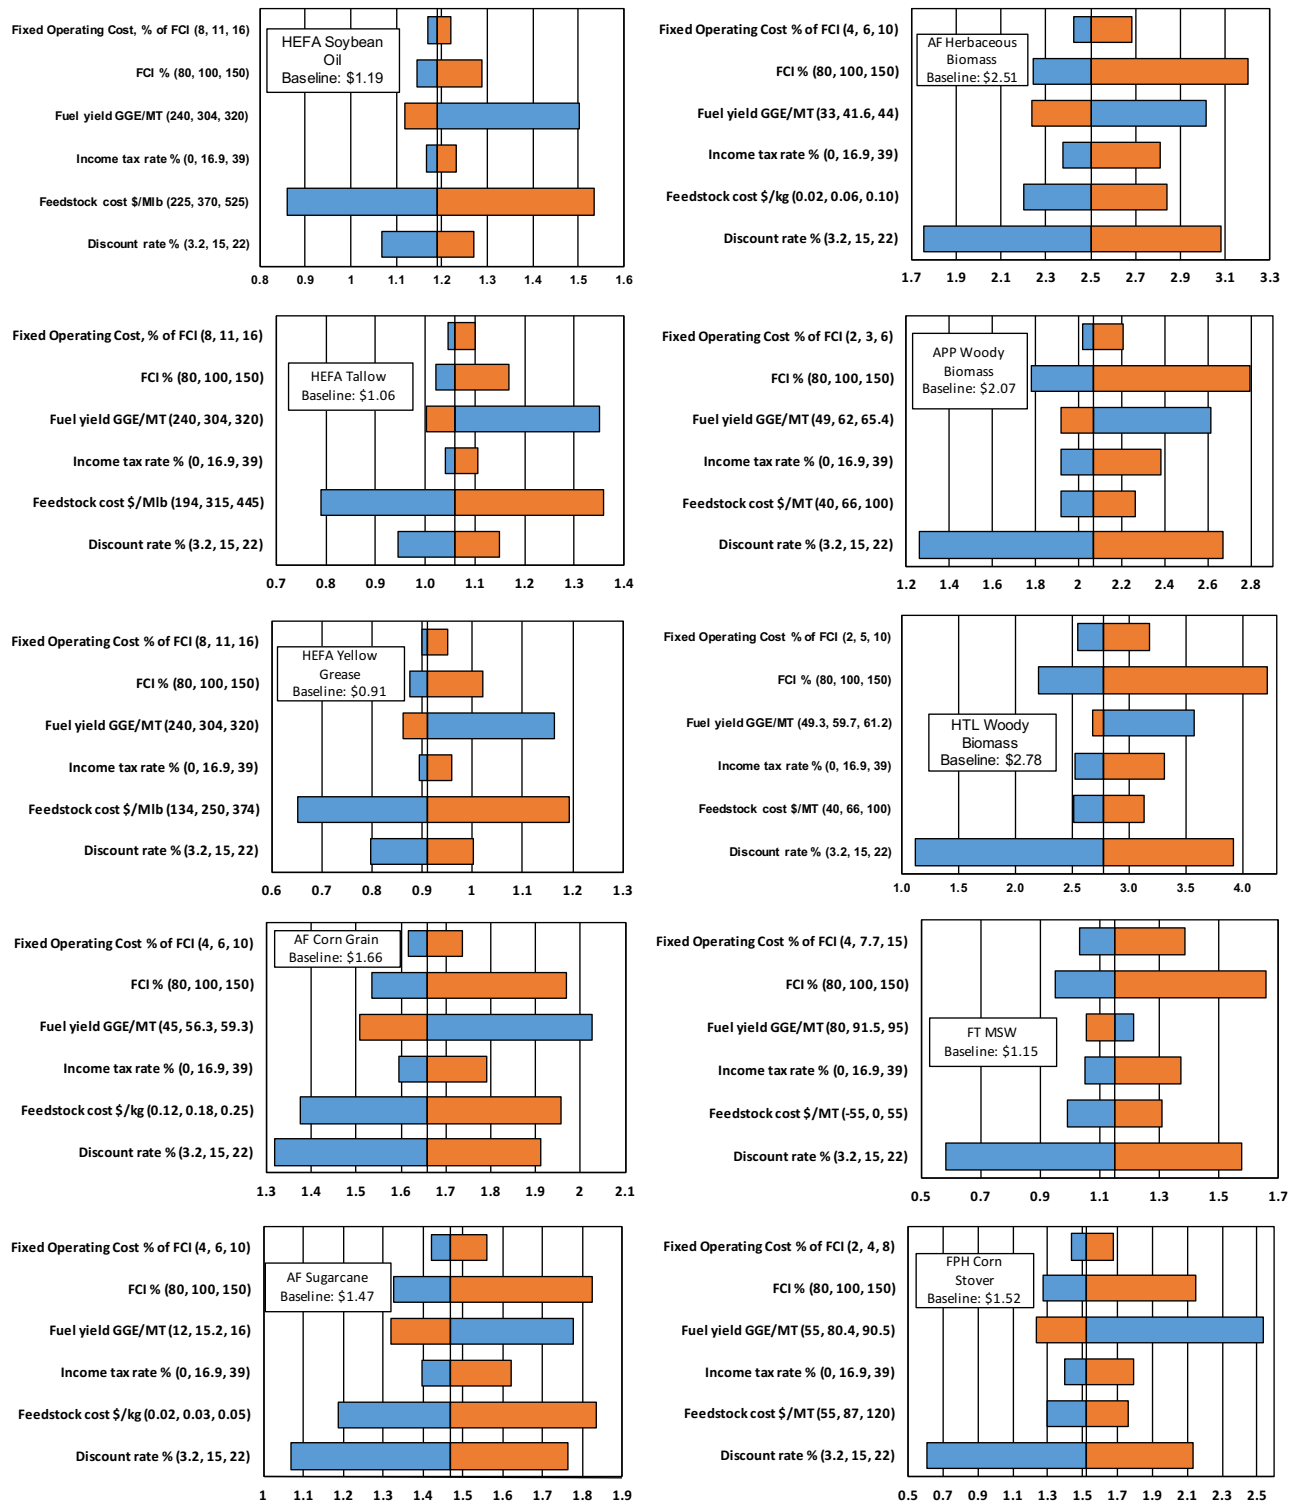 Fixed Operating Cost, % of FCI (8, 11, 16)
FCI % (80, 100, 150)
Fuel yield GGE/MT (240, 304, 320)
Income tax rate % (0, 16.9, 39)
Feedstock cost $/Mlb (225, 370, 525)
Discount rate % (3.2, 15, 22)
HEFA Soybean
Oil
Baseline: $1.19
0.8 0.9 1 1.1 1.2 1.3 1.4 1.5 1.6
Fixed Operating Cost % of FCI (4, 6, 10)
FCI % (80, 100, 150)
Fuel yield GGE/MT (33, 41.6, 44)
Income tax rate % (0, 16.9, 39)
Feedstock cost $/kg (0.02, 0.06, 0.10)
Discount rate % (3.2, 15, 22)
AF Herbaceous
Biomass
Baseline: $2.51
1.7 1.9 2.1 2.3 2.5 2.7 2.9 3.1 3.3
Fixed Operating Cost, % of FCI (8, 11, 16)
FCI % (80, 100, 150)
Fuel yield GGE/MT (240, 304, 320)
Income tax rate % (0, 16.9, 39)
Feedstock cost $/Mlb (194, 315, 445)
Discount rate % (3.2, 15, 22)
HEFA Tallow
Baseline: $1.06
0.7 0.8 0.9 1.0 1.1 1.2 1.3 1.4
Fixed Operating Cost % of FCI (2, 3, 6)
FCI % (80, 100, 150)
Fuel yield GGE/MT (49, 62, 65.4)
Income tax rate % (0, 16.9, 39)
Feedstock cost $/MT (40, 66, 100)
Discount rate % (3.2, 15, 22)
APP Woody
Biomass
Baseline: $2.07
1.2 1.4 1.6 1.8 2 2.2 2.4 2.6 2.8
Fixed Operating Cost % of FCI (8, 11, 16)
FCI % (80, 100, 150)
Fuel yield GGE/MT (240, 304, 320)
Income tax rate % (0, 16.9, 39)
Feedstock cost $/Mlb (134, 250, 374)
Discount rate % (3.2, 15, 22)
HEFA Yellow
Grease
Baseline: $0.91
0.6 0.7 0.8 0.9 1 1.1 1.2 1.3
Fixed Operating Cost % of FCI (2, 5, 10)
FCI % (80, 100, 150)
Fuel yield GGE/MT (49.3, 59.7, 61.2)
Income tax rate % (0, 16.9, 39)
Feedstock cost $/MT (40, 66, 100)
Discount rate % (3.2, 15, 22)
HTL Woody
Biomass
Baseline: $2.78
1.0 2.0 2.5 3.0 3.5 4.0
Fixed Operating Cost % of FCI (4, 6, 10)
FCI % (80, 100, 150)
Fuel yield GGE/MT (45, 56.3, 59.3)
Income tax rate % (0, 16.9, 39)
Feedstock cost $/kg (0.12, 0.18, 0.25)
Discount rate % (3.2, 15, 22)
AF Corn Grain
Baseline: $1.66
1.3 1.4 1.5 1.6 1.7 1.8 1.9 2 2.1
Fixed Operating Cost % of FCI (4, 7.7, 15)
FCI % (80, 100, 150)
Fuel yield GGE/MT (80, 91.5, 95)
Income tax rate % (0, 16.9, 39)
Feedstock cost $/MT (-55, 0, 55)
Discount rate % (3.2, 15, 22)
FT MSW
Baseline: $1.15
0.5 0.7 0.9 1.1 1.3 1.5 1.7
Fixed Operating Cost % of FCI (4, 6, 10)
FCI % (80, 100, 150)
Fuel yield GGE/MT (12, 15.2, 16)
Income tax rate % (0, 16.9, 39)
Feedstock cost $/kg (0.02, 0.03, 0.05)
Discount rate % (3.2, 15, 22)
AF Sugarcane
Baseline: $1.47
1 1.1 1.2 1.3 1.4 1.5 1.6 1.7 1.8 1.9
Fixed Operating Cost % of FCI (2, 4, 8)
FCI % (80, 100, 150)
Fuel yield GGE/MT (55, 80.4, 90.5)
Income tax rate % (0, 16.9, 39)
Feedstock cost $/MT (55, 87, 120)
Discount rate % (3.2, 15, 22)
FPH Corn
Stover
Baseline: $1.52
0.5 0.7 0.9 1.1 1.3 1.5 1.7 1.9 2.1 2.3 2.5